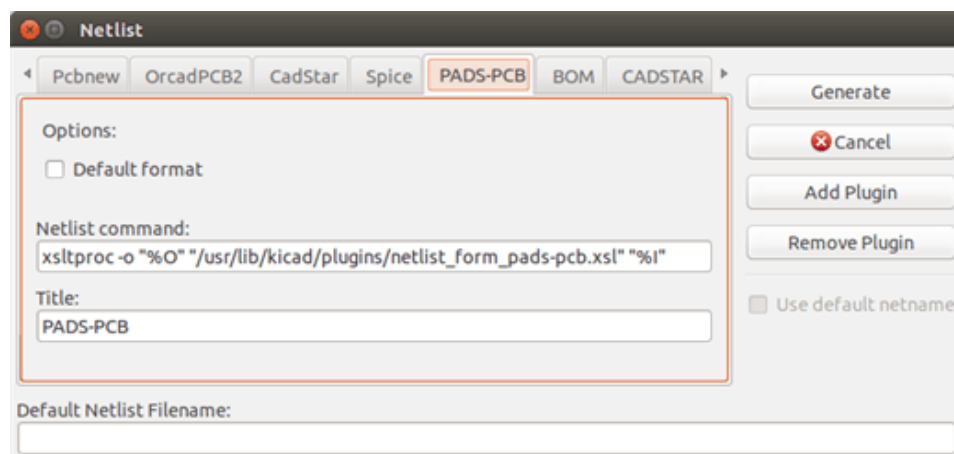 Netlist
Pcbnew OrcadPCB2 CadStar Spice PADS-PCB BOM CADSTAR
Generate
Options:
Cancel
Default format
Add Plugin
Netlist command:
Remove Plugin
xsltproc -o "%O" "/usr/lib/kicad/plugins/netlist_form_pads-pcb.xsl" "%I"
Title:
Use default netname
PADS-PCB
Default Netlist Filename: